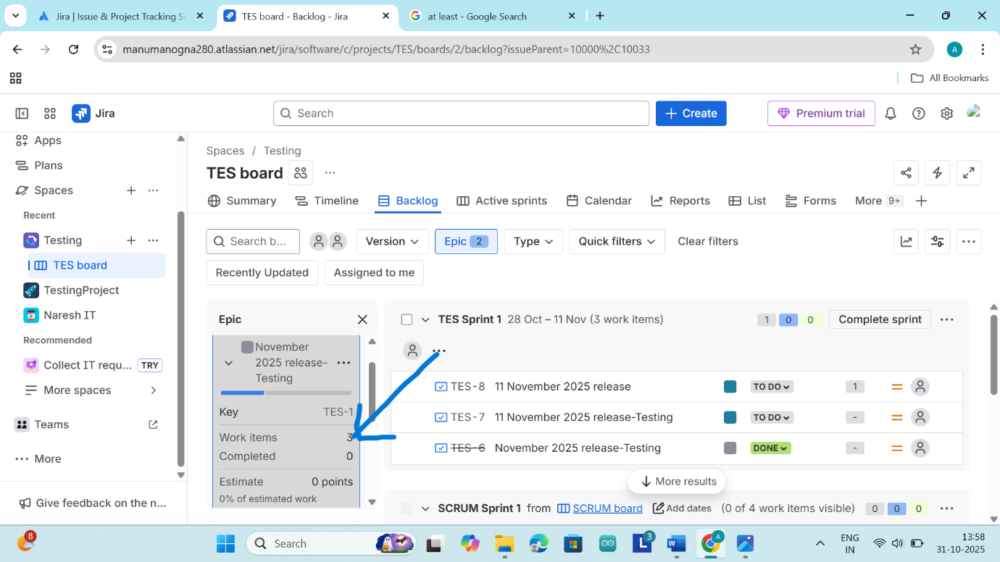 Jira | Issue & Project Tracking So
TES board - Backlog - Jira
at least - Google Search
manumanogna280.atlassian.net/jira/software/c/projects/TES/boards/2/backlog?issueParent=10000%2C10033
A
All Bookmarks
Jira
Search
Create
Premium trial
Apps
Plans
Spaces
Recent
Testing
TES board
TestingProject
Naresh IT
Recommended
Collect IT requ... TRY
More spaces
Teams
More
Give feedback on the n...
Spaces / Testing
TES board
Summary
Timeline
Backlog
Active sprints
Calendar
Reports
List
Forms
More 9+
Search b...
Version
Epic 2
Type
Quick filters
Clear filters
Recently Updated
Assigned to me
Epic
November
2025 release-
Testing
Key TES-1
Work items 3
Completed 0
Estimate 0 points
0% of estimated work
TES Sprint 1 28 Oct – 11 Nov (3 work items) 1 0 0 Complete sprint
TES-8 11 November 2025 release TO DO 1
TES-7 11 November 2025 release-Testing TO DO -
TES-6 November 2025 release-Testing DONE -
More results
SCRUM Sprint 1 from SCRUM board Add dates (0 of 4 work items visible) 0 0 0
8
Search
L 3
W
A
ENG
IN
13:58
31-10-2025